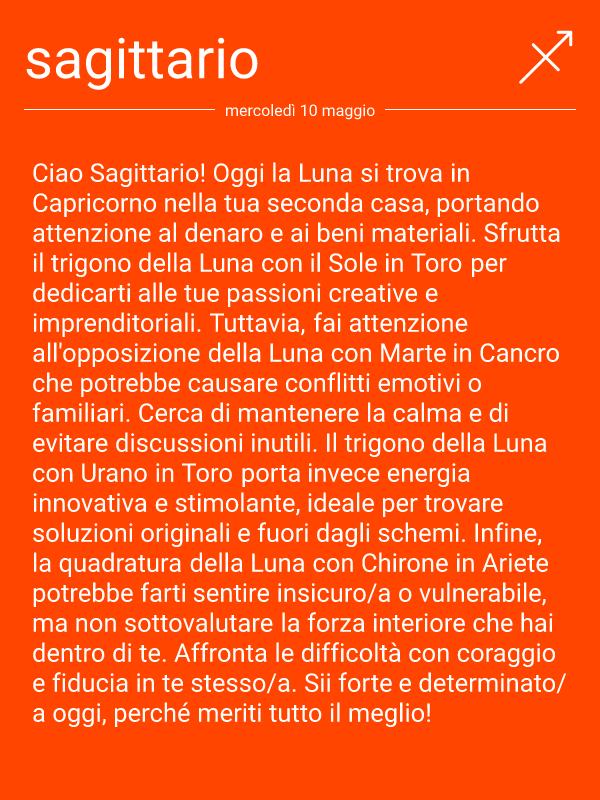 sagittario
mercoledì 10 maggio
Ciao Sagittario! Oggi la Luna si trova in
Capricorno nella tua seconda casa, portando
attenzione al denaro e ai beni materiali. Sfrutta
il trigono della Luna con il Sole in Toro per
dedicarti alle tue passioni creative e
imprenditoriali. Tuttavia, fai attenzione
all'opposizione della Luna con Marte in Cancro
che potrebbe causare conflitti emotivi o
familiari. Cerca di mantenere la calma e di
evitare discussioni inutili. Il trigono della Luna
con Urano in Toro porta invece energia
innovativa e stimolante, ideale per trovare
soluzioni originali e fuori dagli schemi. Infine,
la quadratura della Luna con Chirone in Ariete
potrebbe farti sentire insicuro/a o vulnerabile,
ma non sottovalutare la forza interiore che hai
dentro di te. Affronta le difficoltà con coraggio
e fiducia in te stesso/a. Sii forte e determinato/
a oggi, perché meriti tutto il meglio!